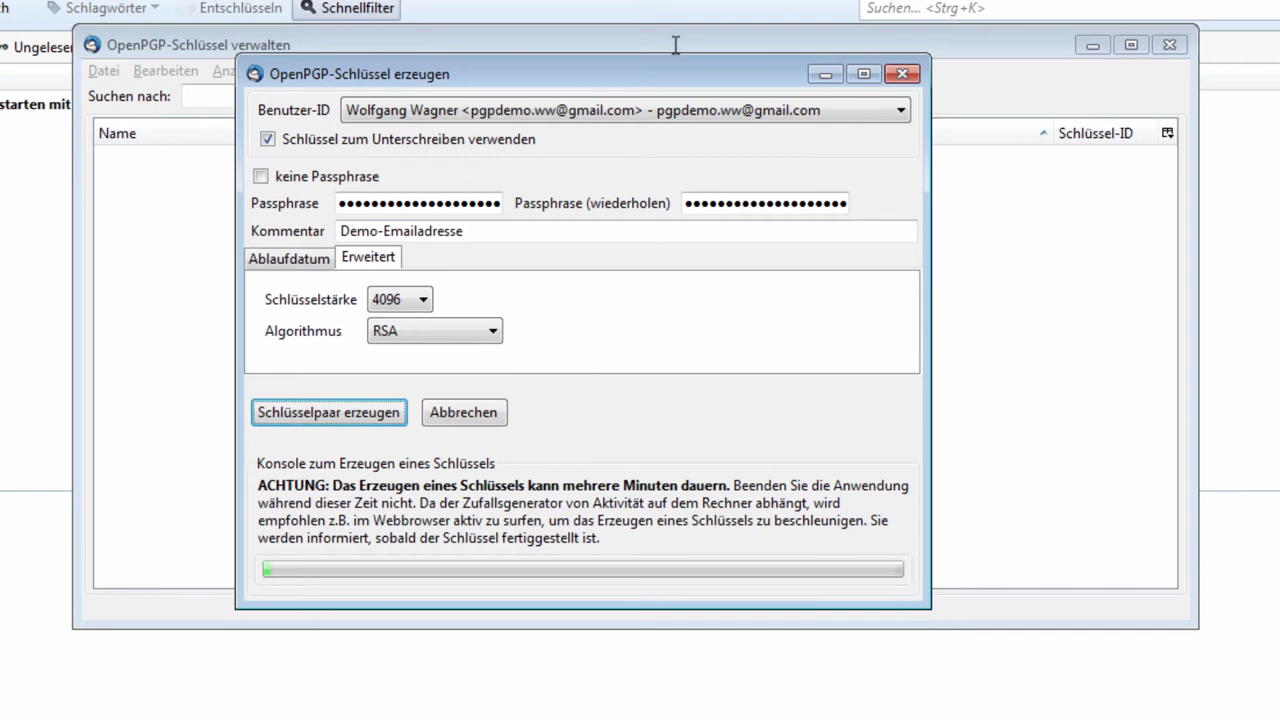 Schlagwörter
Entschlüsseln
Schnellfilter
Suchen... <Strg+K>
OpenPGP-Schlüssel verwalten
Datei Bearbeiten
Suchen nach:
starten mit
Name
Schlüssel-ID
OpenPGP-Schlüssel erzeugen
Benutzer-ID Wolfgang Wagner <pgpdemo.ww@gmail.com> - pgpdemo.ww@gmail.com
Schlüssel zum Unterschreiben verwenden
keine Passphrase
Passphrase ●●●●●●●●●●●●●●●●●●●● Passphrase (wiederholen) ●●●●●●●●●●●●●●●●●●●●
Kommentar Demo-Emailadresse
Ablaufdatum Erweitert
Schlüsselstärke 4096
Algorithmus RSA
Schlüsselpaar erzeugen Abbrechen
Konsole zum Erzeugen eines Schlüssels
ACHTUNG: Das Erzeugen eines Schlüssels kann mehrere Minuten dauern. Beenden Sie die Anwendung
während dieser Zeit nicht. Da der Zufallsgenerator von Aktivität auf dem Rechner abhängt, wird
empfohlen z.B. im Webbrowser aktiv zu surfen, um das Erzeugen eines Schlüssels zu beschleunigen. Sie
werden informiert, sobald der Schlüssel fertiggestellt ist.